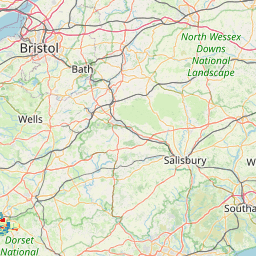 North Wessex
Downs
National
Landscape
Bristol
Bath
Wells
Salisbury
W
Southa
Dorset
National